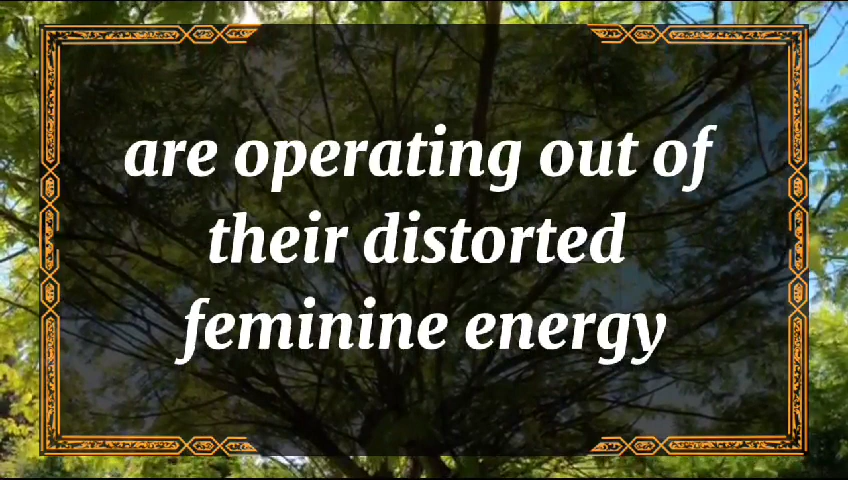 are operating out of
their distorted
feminine energy